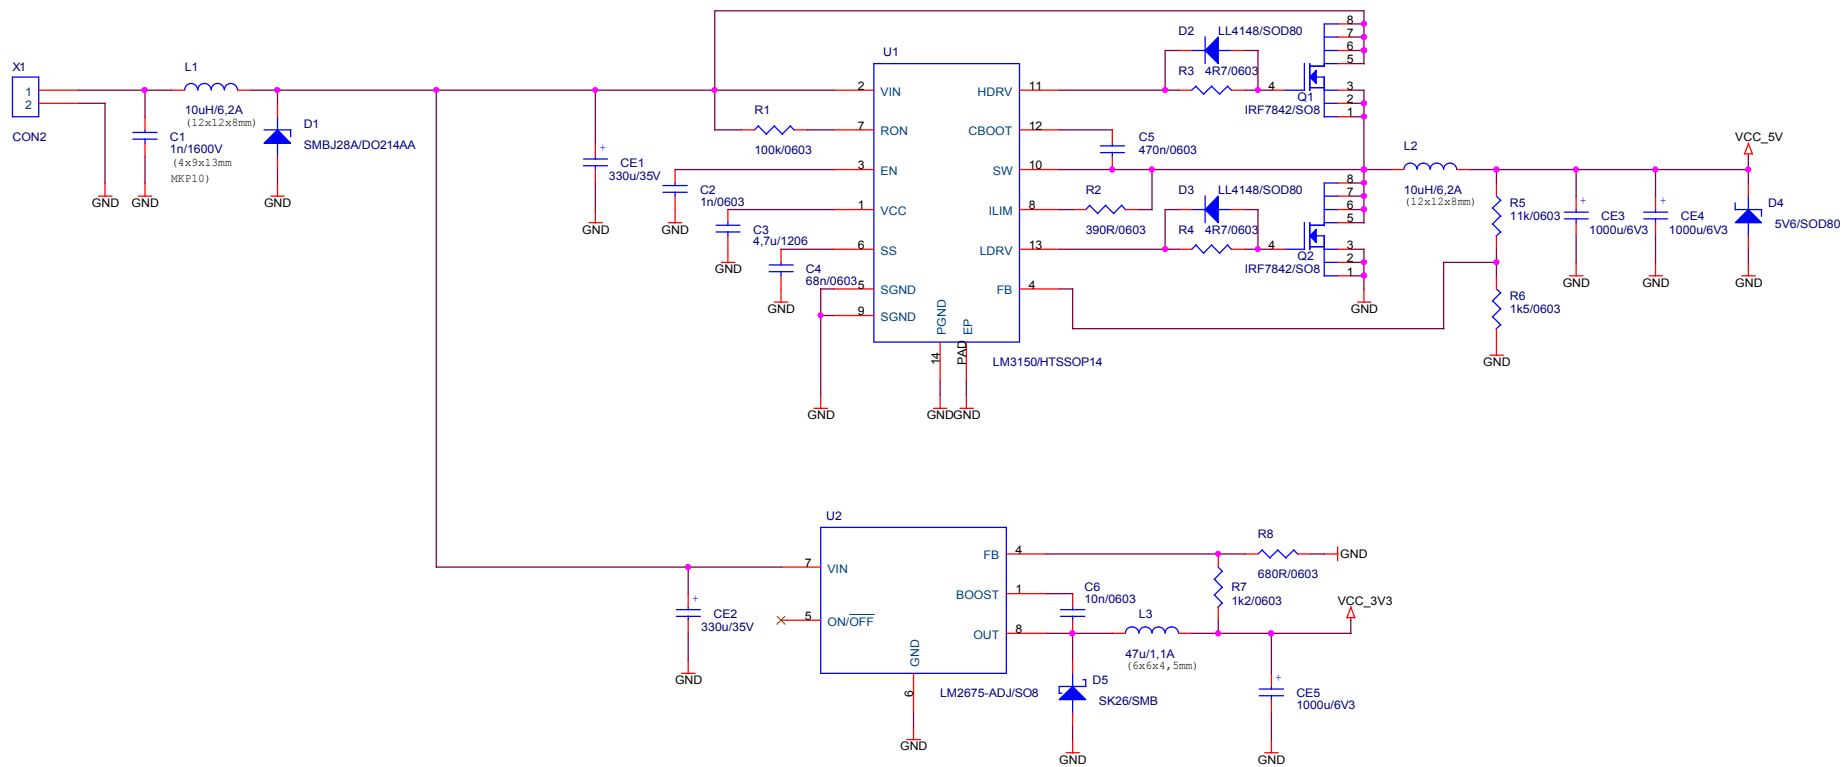 X1
1
2
CON2
L1
10uH/6,2A
(12x12x8mm)
C1
1n/1600V
(4x9x13mm
MKP10)
GND
GND
D1
SMBJ28A/DO214AA
GND
+
CE1
330u/35V
GND
R1
100k/0603
C2
1n/0603
GND
C3
4,7u/1206
GND
C4
68n/0603
GND
U1
2 VIN
7 RON
3 EN
1 VCC
6 SS
5 SGND
9 SGND
HDRV 11
CBOOT 12
SW 10
ILIM 8
LDRV 13
FB 4
PGND
EP
14
PAD
LM3150/HTSSOP14
GND
GND
GND
D2 LL4148/SOD80
R3 4R7/0603
4
8
7
6
5
3
2
1
Q1
IRF7842/SO8
C5
470n/0603
R2
390R/0603
D3 LL4148/SOD80
R4 4R7/0603
4
8
7
6
5
3
2
1
Q2
IRF7842/SO8
GND
L2
10uH/6,2A
(12x12x8mm)
R5
11k/0603
R6
1k5/0603
GND
+
CE3
1000u/6V3
GND
+
CE4
1000u/6V3
GND
VCC_5V
D4
5V6/SOD80
GND
+
CE2
330u/35V
GND
U2
7 VIN
5 ON/OFF
GND
6
FB 4
BOOST 1
OUT 8
LM2675-ADJ/SO8
GND
R8
680R/0603
GND
R7
1k2/0603
C6
10n/0603
L3
47u/1,1A
(6x6x4,5mm)
D5
SK26/SMB
GND
VCC_3V3
+
CE5
1000u/6V3
GND